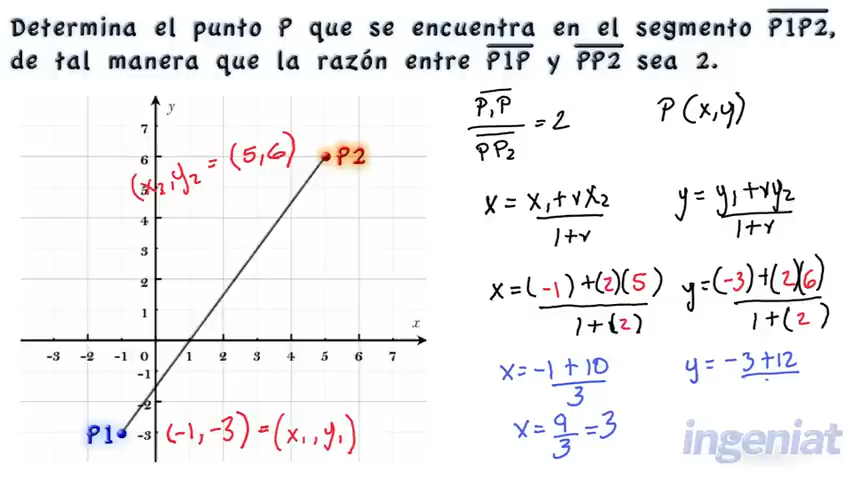 Determina el punto P que se encuentra en el segmento P1P2,
de tal manera que la razón entre P1P y PP2 sea 2.
y
7
6
5
4
3
2
1
-3 -2 -1 0 1 2 3 4 5 6 7
x
-1
-2
-3
(x₂,y₂ = (5,6)
P2
P1
(-1,-3) = (x₁,y₁)
P₁P/PP₂ = 2
P(x,y)
x = x₁+rx₂/1+r
y = y₁+ry₂/1+r
x = (-1)+(2)(5)/1+(2)
y = (-3)+(2)(6)/1+(2)
x = -1+10/3
y = -3+12
x = 9/3 = 3
ingeniat